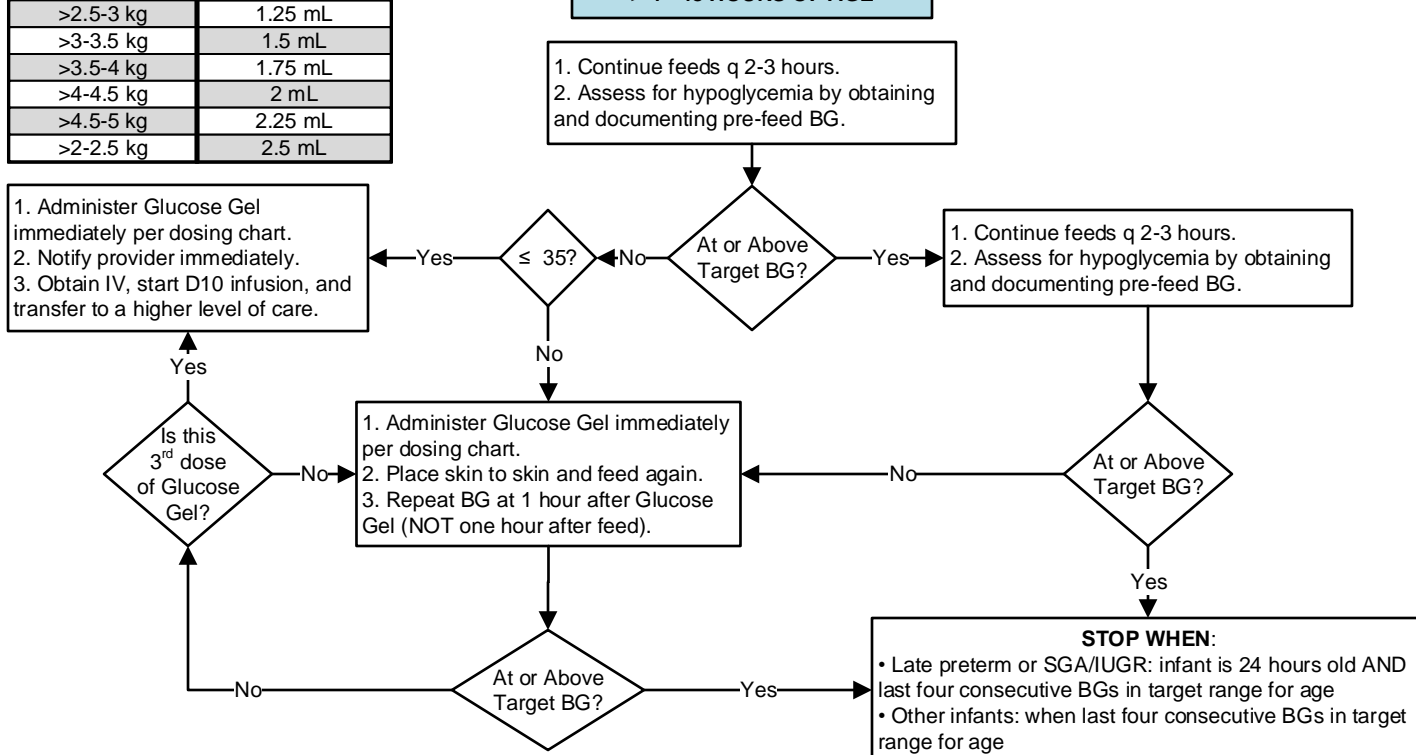 >2.5-3 kg 1.25 mL
>3-3.5 kg 1.5 mL
>3.5-4 kg 1.75 mL
>4-4.5 kg 2 mL
>4.5-5 kg 2.25 mL
>2-2.5 kg 2.5 mL
HOURS OF AGE
1. Continue feeds q 2-3 hours.
2. Assess for hypoglycemia by obtaining
and documenting pre-feed BG.
At or Above
Target BG?
No
Yes
≤ 35?
Yes
No
1. Administer Glucose Gel
immediately per dosing chart.
2. Notify provider immediately.
3. Obtain IV, start D10 infusion, and
transfer to a higher level of care.
1. Continue feeds q 2-3 hours.
2. Assess for hypoglycemia by obtaining
and documenting pre-feed BG.
Yes
Is this
3rd dose
of Glucose
Gel?
No
1. Administer Glucose Gel immediately
per dosing chart.
2. Place skin to skin and feed again.
3. Repeat BG at 1 hour after Glucose
Gel (NOT one hour after feed).
No
At or Above
Target BG?
Yes
No
At or Above
Target BG?
Yes
STOP WHEN:
• Late preterm or SGA/IUGR: infant is 24 hours old AND
last four consecutive BGs in target range for age
• Other infants: when last four consecutive BGs in target
range for age